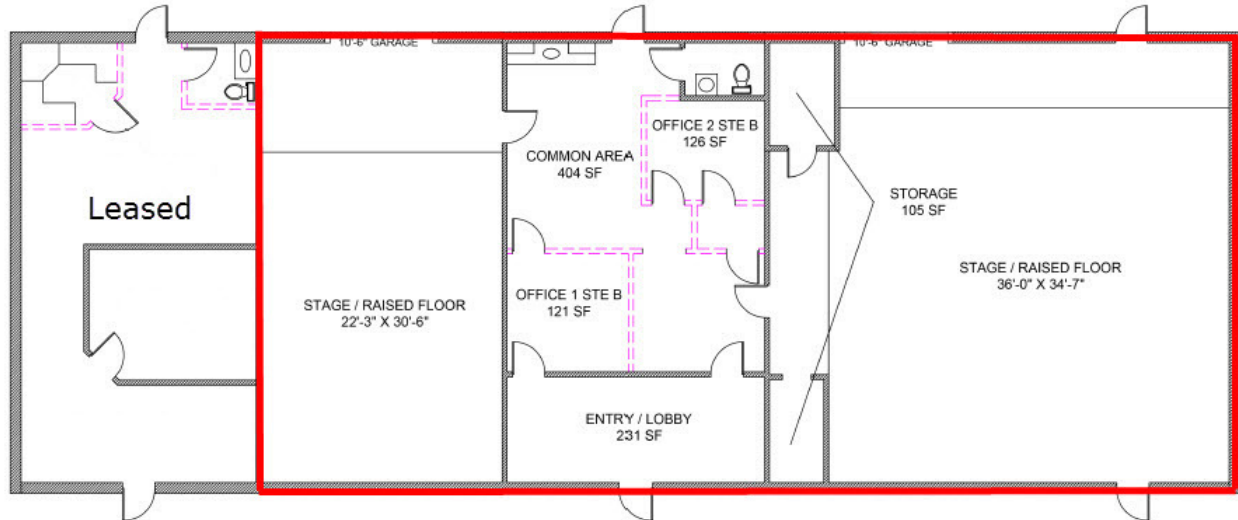 10'-6" GARAGE
10'-6" GARAGE
OFFICE 2 STE B
126 SF
COMMON AREA
404 SF
Leased
STORAGE
105 SF
STAGE / RAISED FLOOR
36'-0" X 34'-7"
OFFICE 1 STE B
121 SF
STAGE / RAISED FLOOR
22'-3" X 30'-6"
ENTRY / LOBBY
231 SF